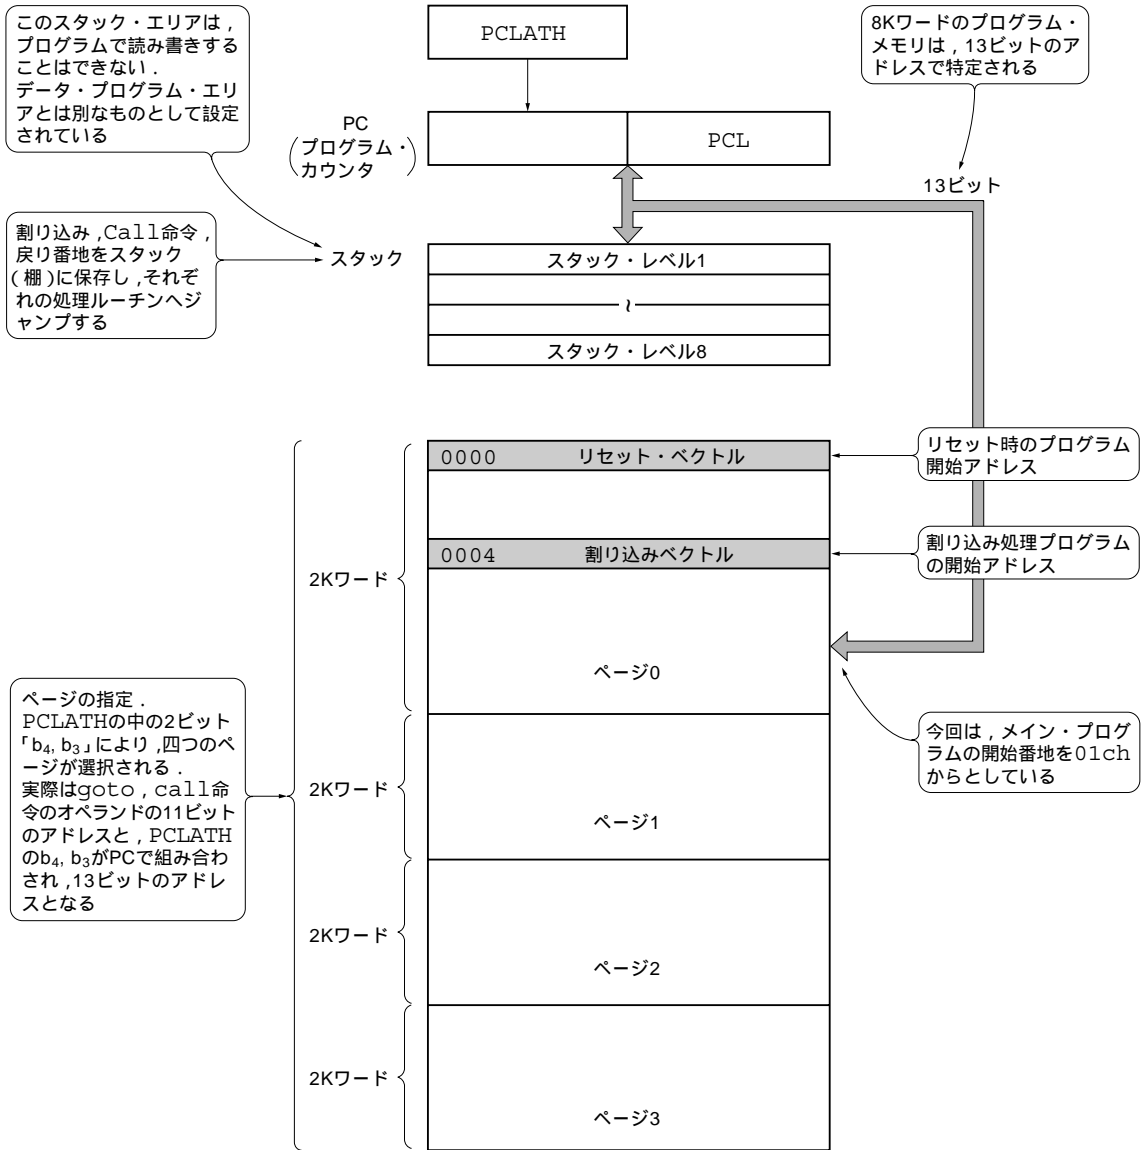 このスタック・エリアは，
プログラムで読み書きする
ことはできない．
データ・プログラム・エリ
アとは別なものとして設定
されている
PCLATH
8Kワードのプログラム・
メモリは，13ビットのア
ドレスで特定される
PC
(プログラム・
カウンタ)
PCL
13ビット
割り込み，Call命令，
戻り番地をスタック
(棚)に保存し，それぞ
れの処理ルーチンへジ
ャンプする
スタック
スタック・レベル1
～
スタック・レベル8
0000 リセット・ベクトル
リセット時のプログラム
開始アドレス
0004 割り込みベクトル
割り込み処理プログラム
の開始アドレス
2Kワード
ページ0
今回は，メイン・プログ
ラムの開始番地を01ch
からとしている
ページの指定．
PCLATHの中の2ビット
「b₄, b₃」により，四つのペ
ージが選択される．
実際はgoto，call命
令のオペランドの11ビット
のアドレスと，PCLATH
のb₄, b₃がPCで組み合わ
され，13ビットのアドレ
スとなる
2Kワード
ページ1
2Kワード
ページ2
2Kワード
ページ3